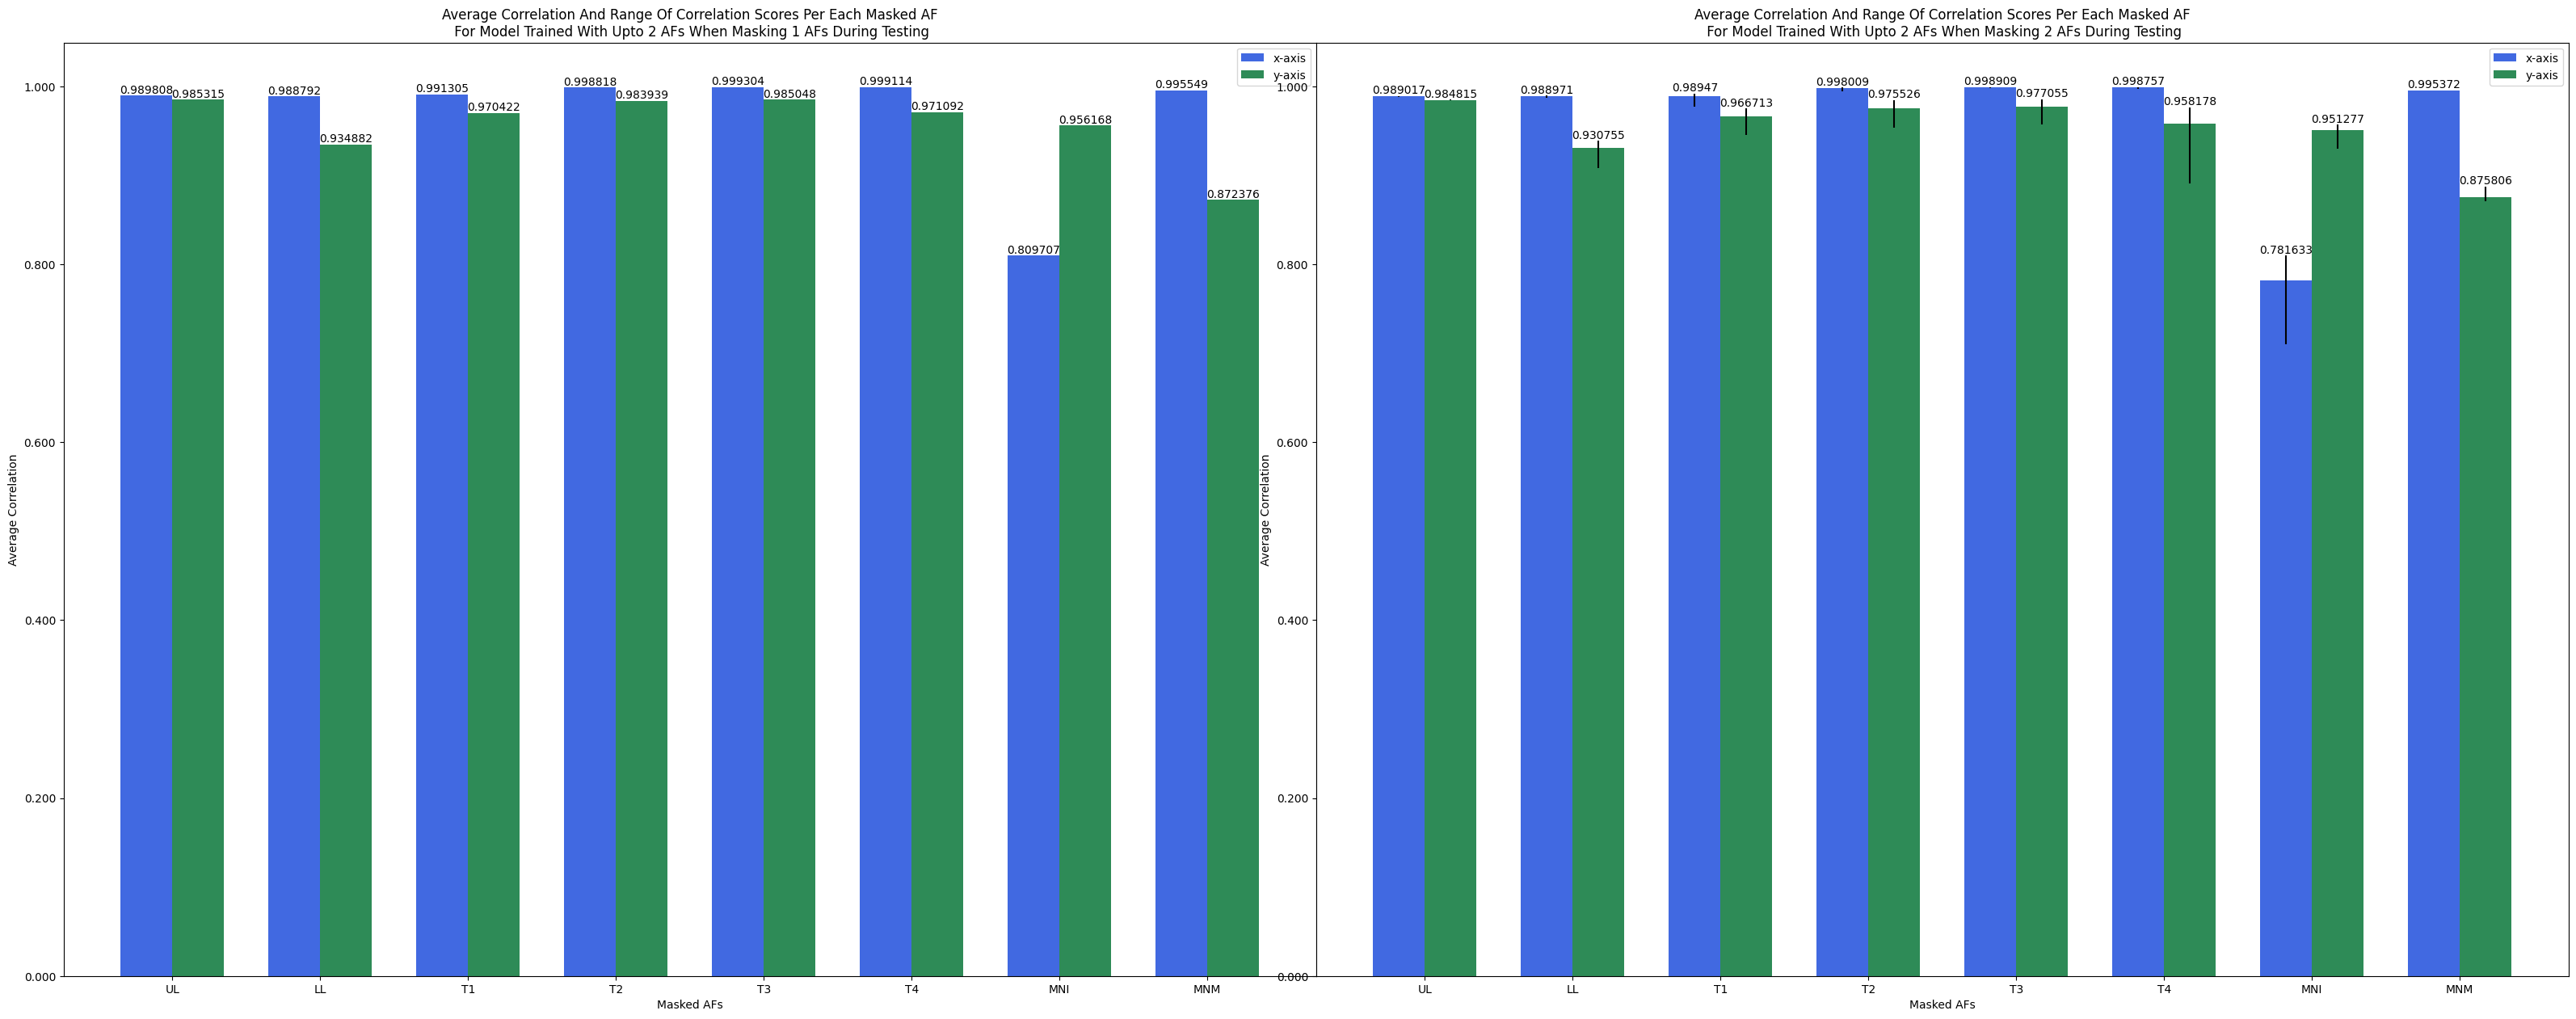 Average Correlation And Range Of Correlation Scores Per Each Masked AF
For Model Trained With Upto 2 AFs When Masking 1 AFs During Testing
x-axis
y-axis
1.000
0.800
0.600
0.400
0.200
0.000
Average Correlation
0.989808
0.985315
0.988792
0.934882
0.991305
0.970422
0.998818
0.983939
0.999304
0.985048
0.999114
0.971092
0.809707
0.956168
0.995549
0.872376
UL
LL
T1
T2
T3
T4
MNI
MNM
Masked AFs
Average Correlation And Range Of Correlation Scores Per Each Masked AF
For Model Trained With Upto 2 AFs When Masking 2 AFs During Testing
x-axis
y-axis
1.000
0.800
0.600
0.400
0.200
0.000
Average Correlation
0.989017
0.984815
0.988971
0.930755
0.98947
0.966713
0.998009
0.975526
0.998909
0.977055
0.998757
0.958178
0.781633
0.951277
0.995372
0.875806
UL
LL
T1
T2
T3
T4
MNI
MNM
Masked AFs